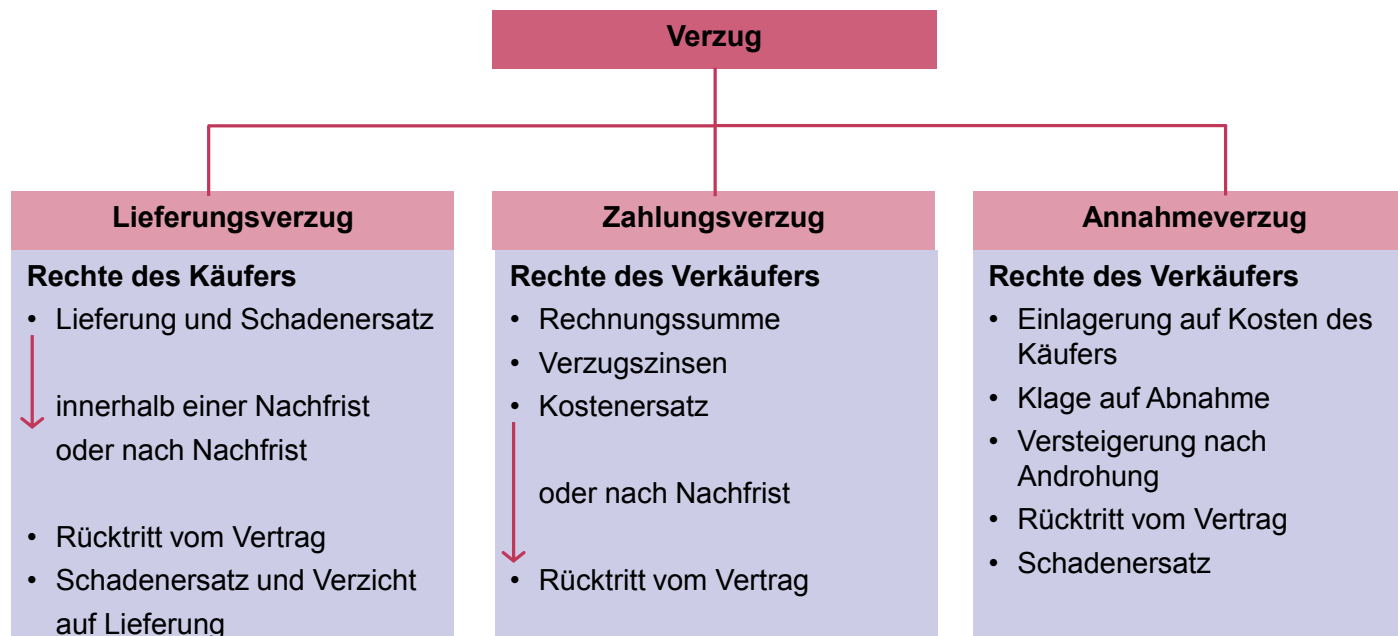 Verzug
Lieferungsverzug
Rechte des Käufers
• Lieferung und Schadenersatz
innerhalb einer Nachfrist
oder nach Nachfrist
• Rücktritt vom Vertrag
• Schadenersatz und Verzicht
auf Lieferung
Zahlungsverzug
Rechte des Verkäufers
• Rechnungssumme
• Verzugszinsen
• Kostenersatz
oder nach Nachfrist
• Rücktritt vom Vertrag
Annahmeverzug
Rechte des Verkäufers
• Einlagerung auf Kosten des
Käufers
• Klage auf Abnahme
• Versteigerung nach
Androhung
• Rücktritt vom Vertrag
• Schadenersatz